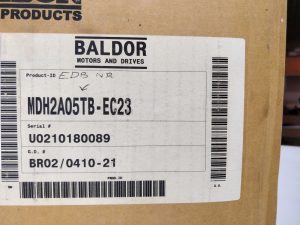 PRODUCTS
BALDOR
MOTORS AND DRIVES
Product-ID EDB NR
MDH2A05TB-EC23
Serial #
U0210180089
G.O. #
BR02/0410-21